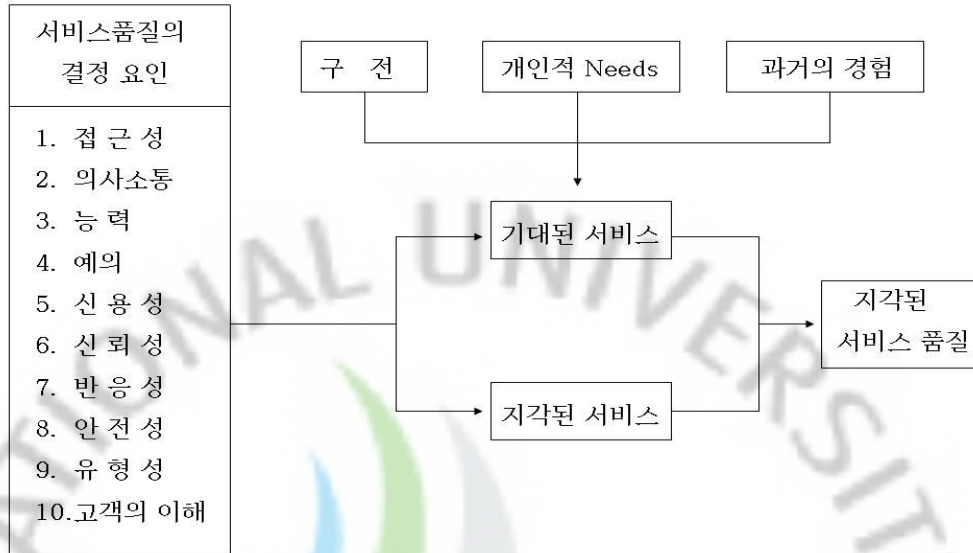 서비스품질의
결정 요인
1. 접 근 성
2. 의사소통
3. 능 력
4. 예의
5. 신 용 성
6. 신 뢰 성
7. 반 응 성
8. 안 전 성
9. 유 형 성
10.고객의 이해
구 전
개인적 Needs
과거의 경험
기대된 서비스
지각된 서비스
지각된
서비스 품질
ATIONAL UNIVERSIT